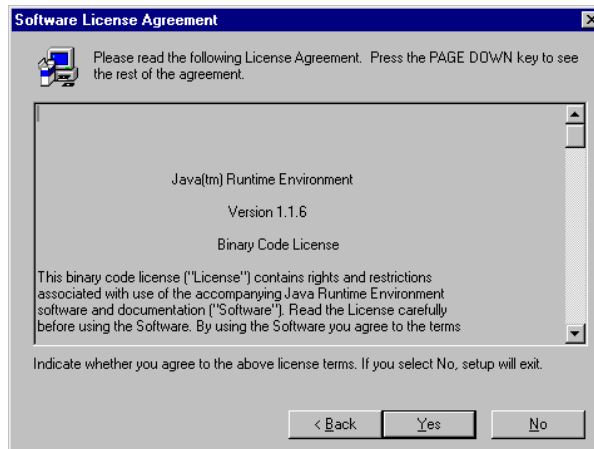 Software License Agreement
Please read the following License Agreement. Press the PAGE DOWN key to see
the rest of the agreement.
Java(tm) Runtime Environment
Version 1.1.6
Binary Code License
This binary code license ("License") contains rights and restrictions
associated with use of the accompanying Java Runtime Environment
software and documentation ("Software"). Read the License carefully
before using the Software. By using the Software you agree to the terms
Indicate whether you agree to the above license terms. If you select No, setup will exit.
< Back
Yes
No